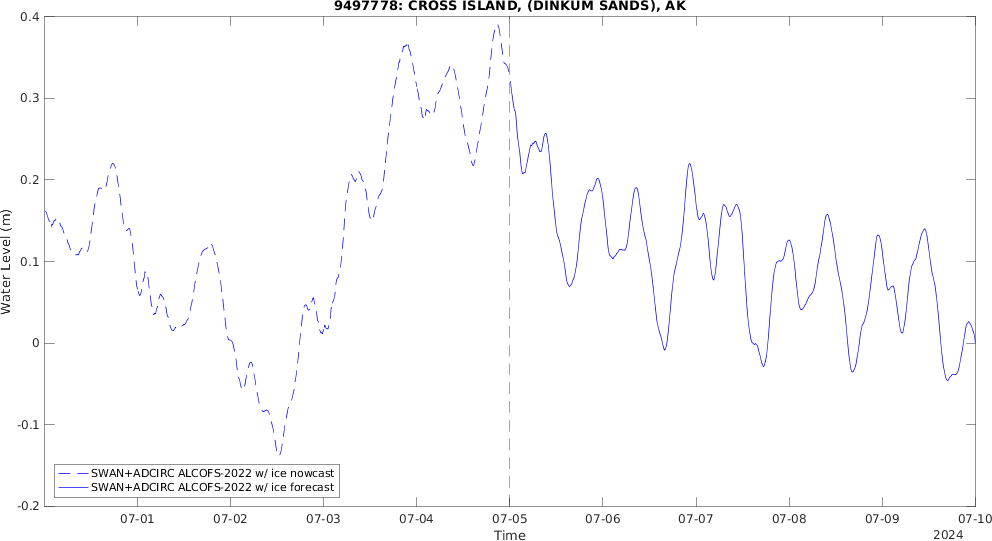 9497778: CROSS ISLAND, (DINKUM SANDS), AK
Water Level (m)
0.4
0.3
0.2
0.1
0
-0.1
-0.2
SWAN+ADCIRC ALCOFS-2022 w/ ice nowcast
SWAN+ADCIRC ALCOFS-2022 w/ ice forecast
07-01 07-02 07-03 07-04 07-05 07-06 07-07 07-08 07-09 07-10
Time
2024